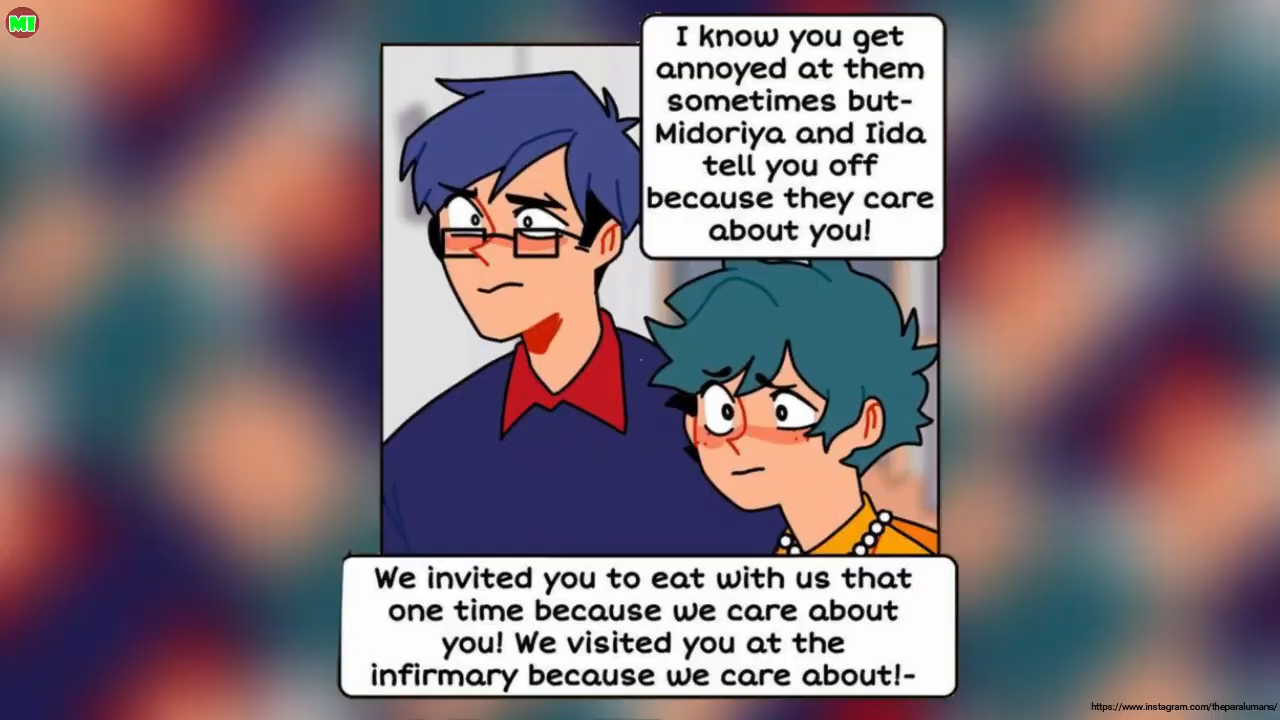 MI
I know you get
annoyed at them
sometimes but-
Midoriya and Iida
tell you off
because they care
about you!
We invited you to eat with us that
one time because we care about
you! We visited you at the
infirmary because we care about!-
https://www.instagram.com/theparalumans/